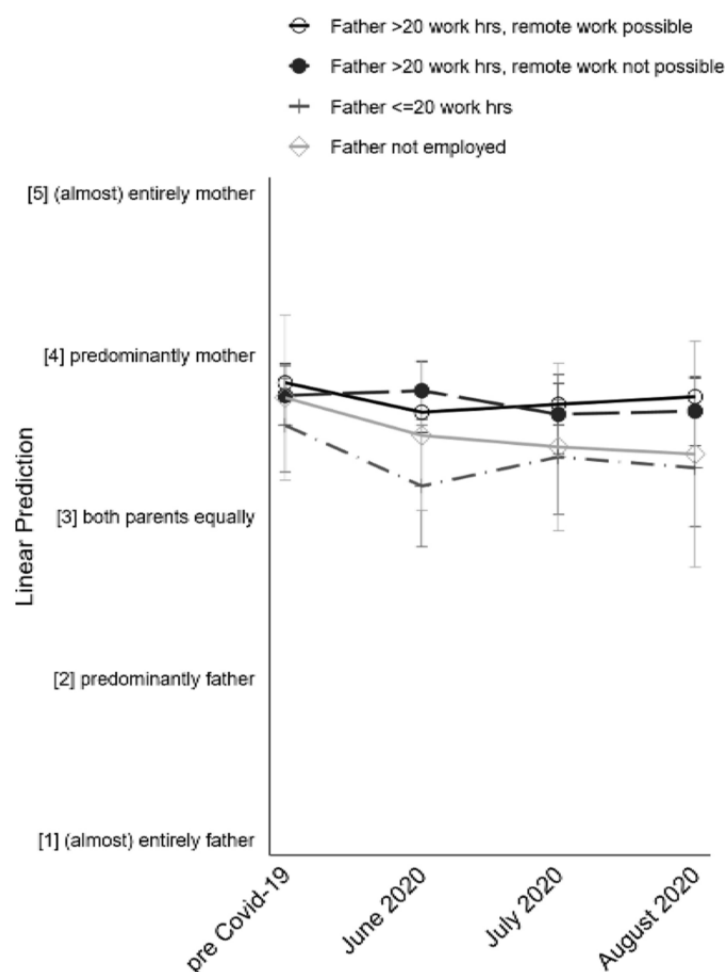 Father >20 work hrs, remote work possible
Father >20 work hrs, remote work not possible
Father <=20 work hrs
Father not employed
[5] (almost) entirely mother
[4] predominantly mother
[3] both parents equally
[2] predominantly father
[1] (almost) entirely father
Linear Prediction
pre Covid-19
June 2020
July 2020
August 2020